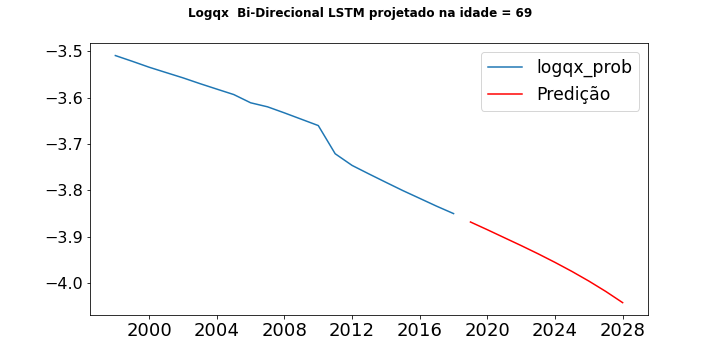 Logqx  Bi-Direcional LSTM projetado na idade = 69
−3.5
−3.6
−3.7
−3.8
−3.9
−4.0
logqx_prob
Predição
2000 2004 2008 2012 2016 2020 2024 2028